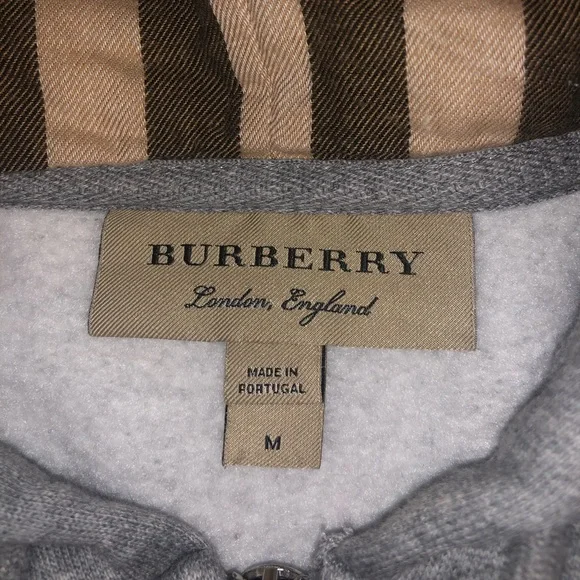 BURBERRY
London, England
MADE IN
PORTUGAL
M